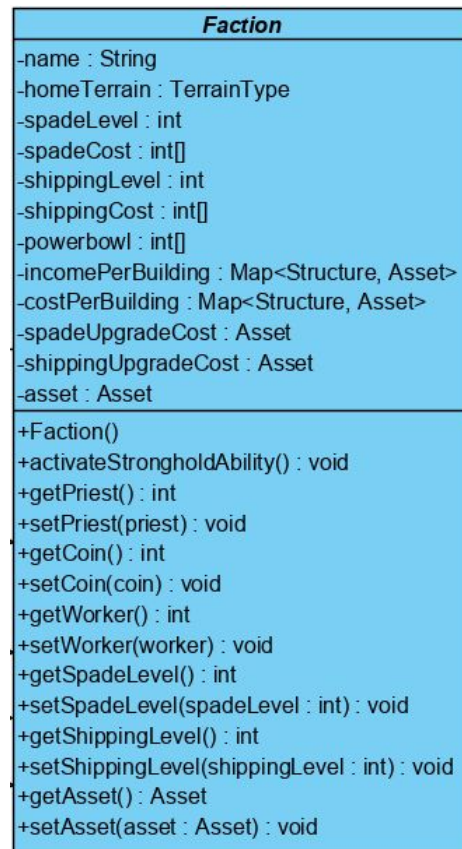 Faction
-name : String
-homeTerrain : TerrainType
-spadeLevel : int
-spadeCost : int[]
-shippingLevel : int
-shippingCost : int[]
-powerbowl : int[]
-incomePerBuilding : Map<Structure, Asset>
-costPerBuilding : Map<Structure, Asset>
-spadeUpgradeCost : Asset
-shippingUpgradeCost : Asset
-asset : Asset
+Faction()
+activateStrongholdAbility() : void
+getPriest() : int
+setPriest(priest) : void
+getCoin() : int
+setCoin(coin) : void
+getWorker() : int
+setWorker(worker) : void
+getSpadeLevel() : int
+setSpadeLevel(spadeLevel : int) : void
+getShippingLevel() : int
+setShippingLevel(shippingLevel : int) : void
+getAsset() : Asset
+setAsset(asset : Asset) : void